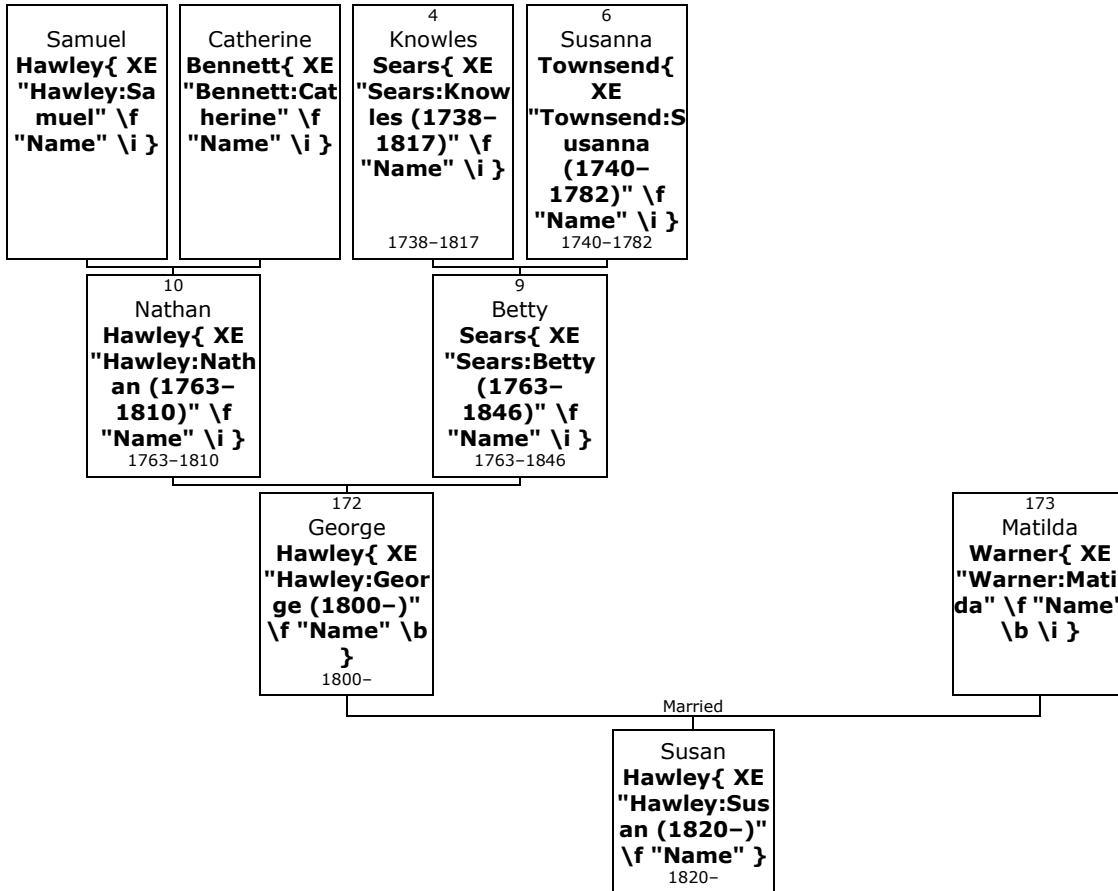 Samuel
Hawley{ XE
"Hawley:Sa
muel" \f
"Name" \i }
Catherine
Bennett{ XE
"Bennett:Cat
herine" \f
"Name" \i }
4
Knowles
Sears{ XE
"Sears:Know
les (1738–
1817)" \f
"Name" \i }
1738–1817
6
Susanna
Townsend{
XE
"Townsend:S
usanna
(1740–
1782)" \f
"Name" \i }
1740–1782
10
Nathan
Hawley{ XE
"Hawley:Nath
an (1763–
1810)" \f
"Name" \i }
1763–1810
9
Betty
Sears{ XE
"Sears:Betty
(1763–
1846)" \f
"Name" \i }
1763–1846
172
George
Hawley{ XE
"Hawley:Geor
ge (1800–)"
\f "Name" \b
}
1800–
173
Matilda
Warner{ XE
"Warner:Mati
da" \f "Name"
\b \i }
Married
Susan
Hawley{ XE
"Hawley:Sus
an (1820–)"
\f "Name" }
1820–